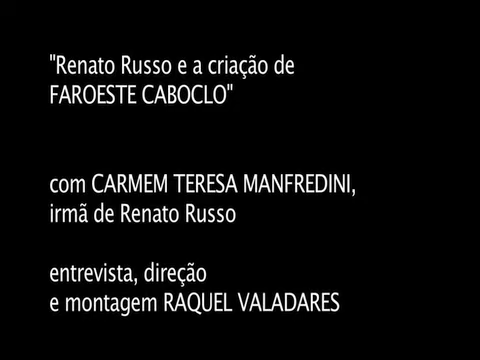 "Renato Russo e a criação de
FAROESTE CABOCLO"
com CARMEM TERESA MANFREDINI,
irmã de Renato Russo
entrevista, direção
e montagem RAQUEL VALADARES